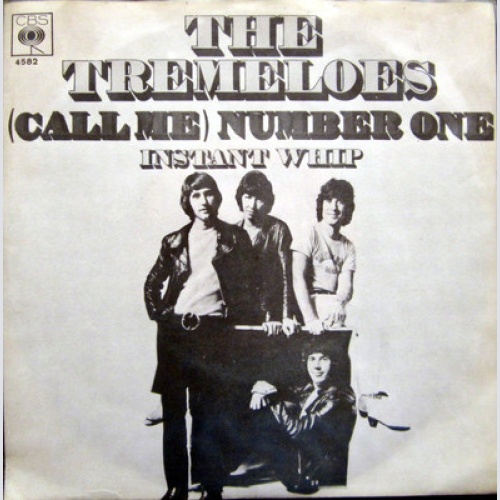 CBS
4582
THE
TREMELOES
(CALL ME) NUMBER ONE
INSTANT WHIP